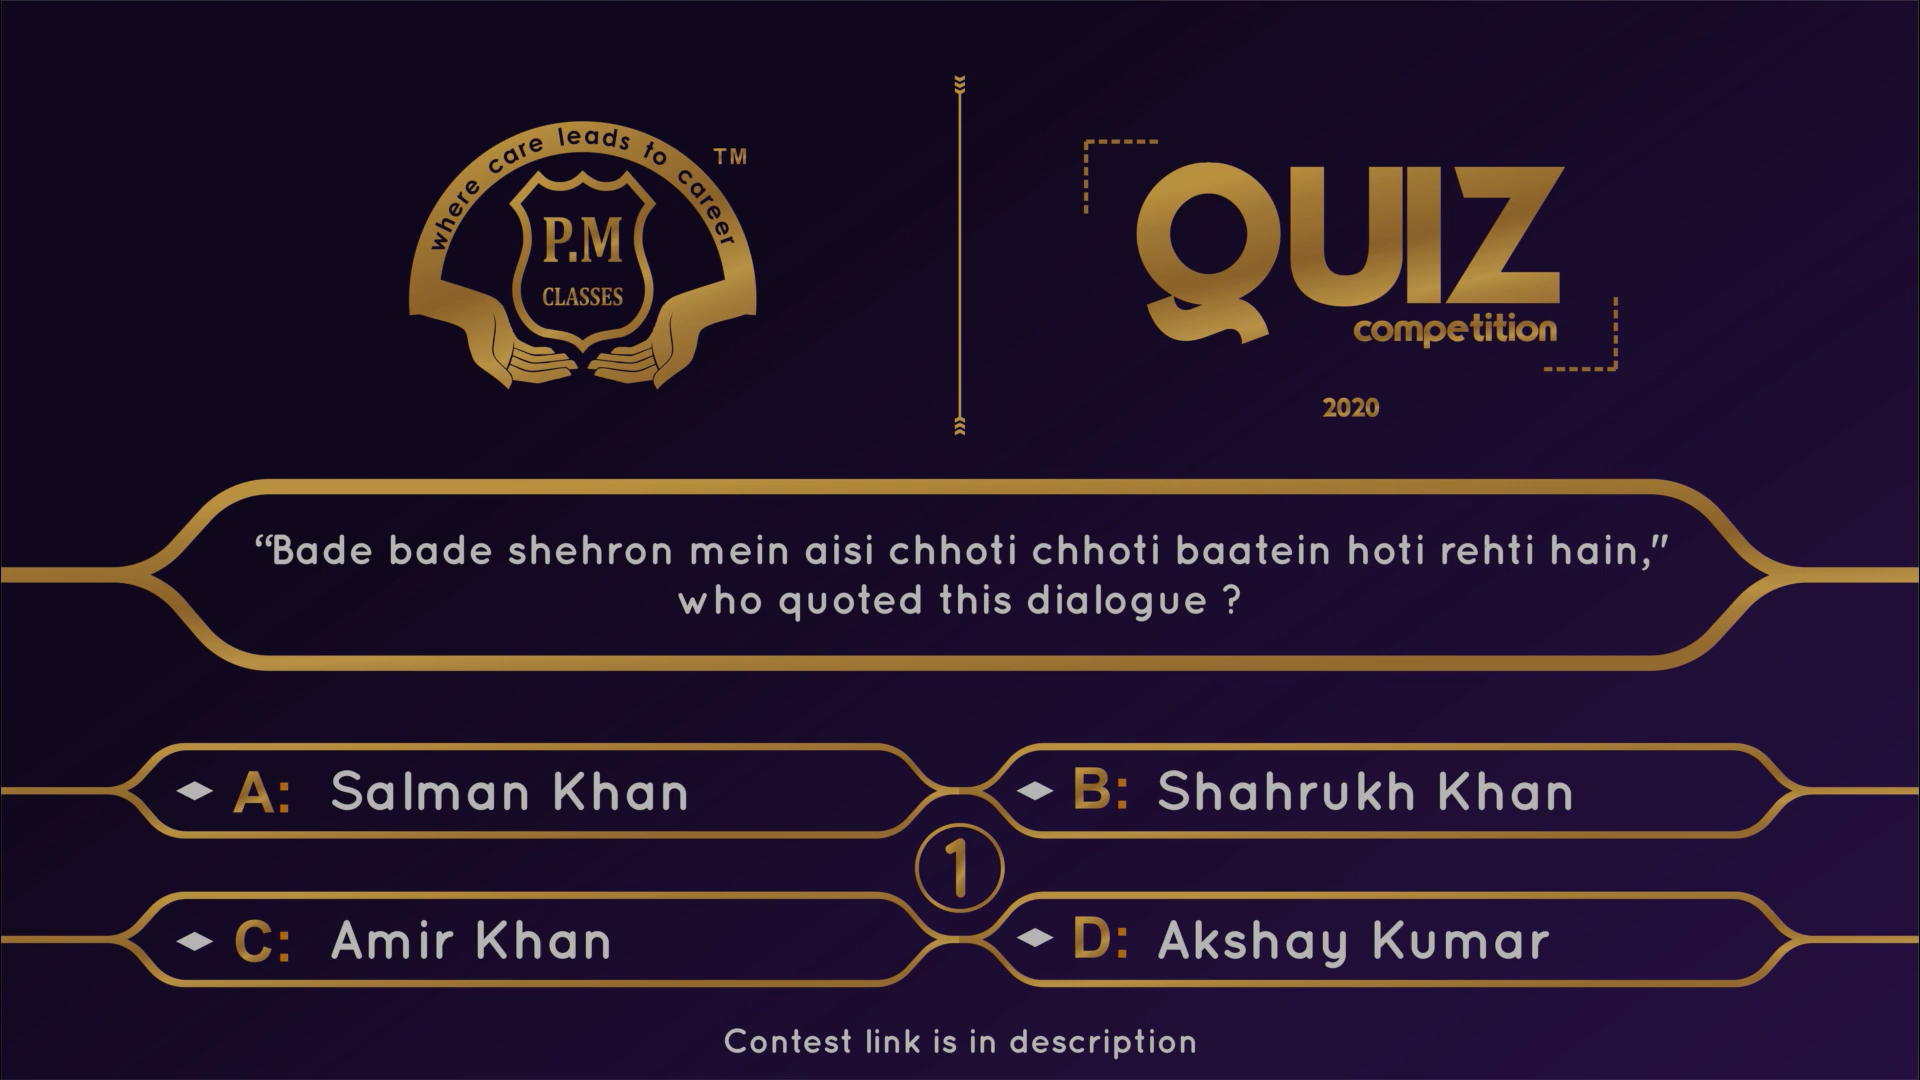 where care leads to career
TM
P.M
CLASSES
QUIZ
competition
2020
“Bade bade shehron mein aisi chhoti chhoti baatein hoti rehti hain,"
who quoted this dialogue ?
A: Salman Khan
B: Shahrukh Khan
1
C: Amir Khan
D: Akshay Kumar
Contest link is in description